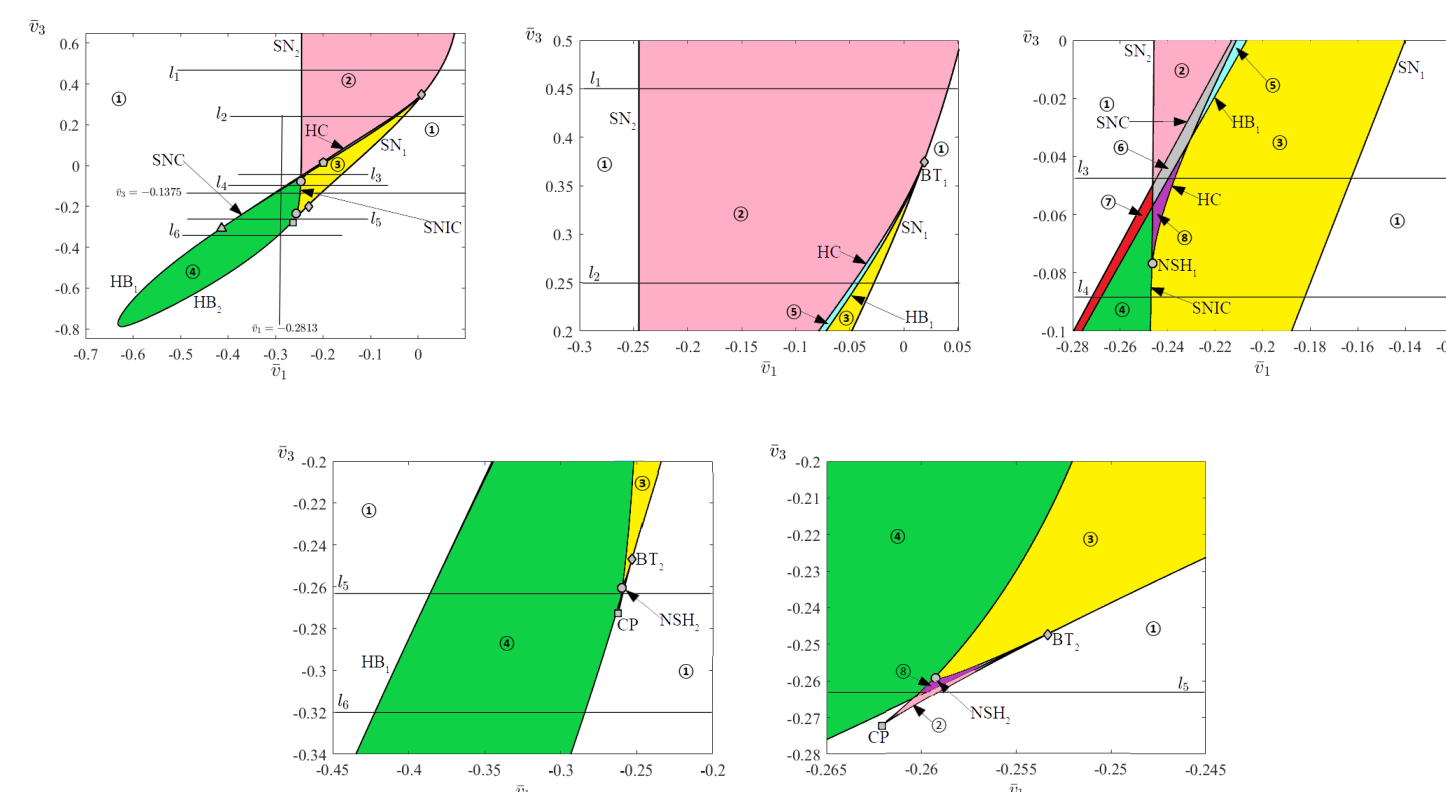 v̄₃
0.6
0.4
0.2
0
-0.2
-0.4
-0.6
-0.8
-0.7 -0.6 -0.5 -0.4 -0.3 -0.2 -0.1 0
v̄₁
SN₂
l₁
②
①
l₂
HC
①
SN₁
SNC
③
l₃
l₄
v̄₃=−0.1375
l₅
SNIC
l₆
④
HB₁
HB₂
v̄₁=−0.2813
v̄₃
0.5
0.45
0.4
0.35
0.3
0.25
0.2
-0.3 -0.25 -0.2 -0.15 -0.1 -0.05 0 0.05
v̄₁
l₁
SN₂
①
①
BT₁
②
SN₁
HC
l₂
⑤
③
HB₁
v̄₃
0
-0.02
-0.04
-0.06
-0.08
-0.1
-0.28 -0.26 -0.24 -0.22 -0.2 -0.18 -0.16 -0.14
v̄₁
SN₂
②
SN₁
⑤
①
SNC
HB₁
⑥
③
l₃
⑦
HC
①
⑧
NSH₁
l₄
④
SNIC
v̄₃
-0.2
-0.22
-0.24
-0.26
-0.28
-0.3
-0.32
-0.34
-0.45 -0.4 -0.35 -0.3 -0.25 -0.2
v̄₁
①
③
BT₂
l₅
NSH₂
CP
④
HB₁
①
l₆
v̄₃
-0.2
-0.21
-0.22
-0.23
-0.24
-0.25
-0.26
-0.27
-0.28
-0.265 -0.26 -0.255 -0.25 -0.245
v̄₁
④
③
①
BT₂
⑧
l₅
NSH₂
②
CP